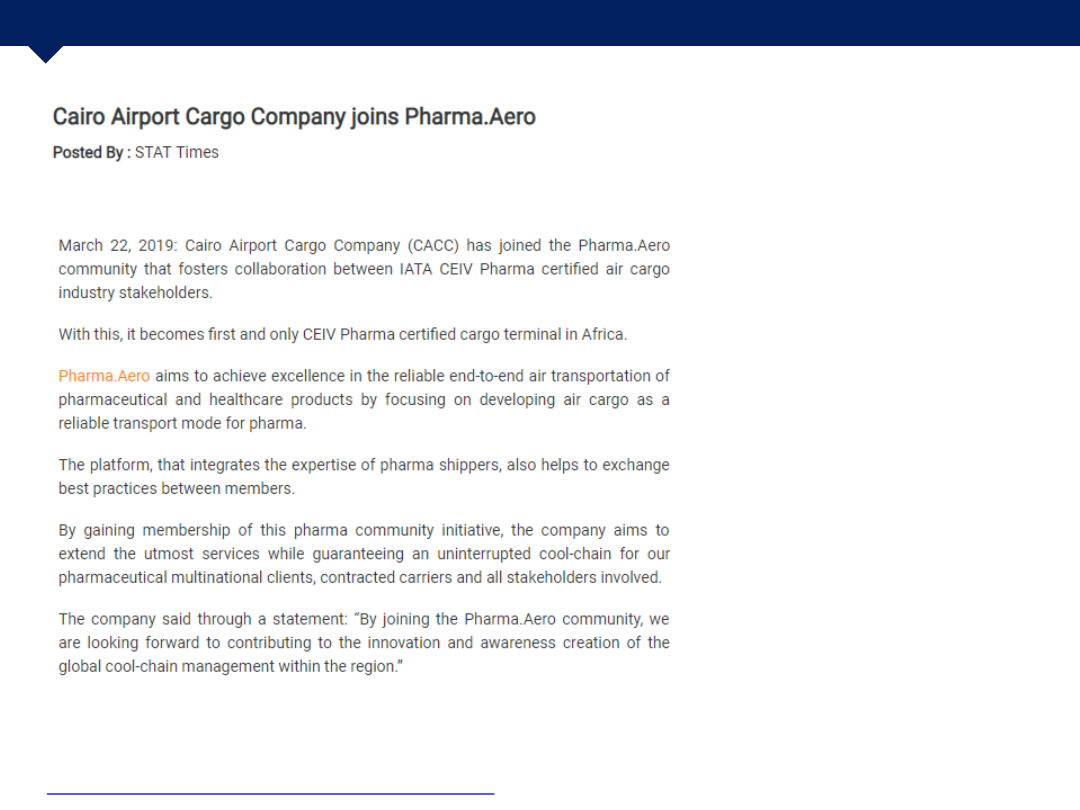 Cairo Airport Cargo Company joins Pharma.Aero
Posted By : STAT Times
March 22, 2019: Cairo Airport Cargo Company (CACC) has joined the Pharma.Aero
community that fosters collaboration between IATA CEIV Pharma certified air cargo
industry stakeholders.
With this, it becomes first and only CEIV Pharma certified cargo terminal in Africa.
Pharma.Aero aims to achieve excellence in the reliable end-to-end air transportation of
pharmaceutical and healthcare products by focusing on developing air cargo as a
reliable transport mode for pharma.
The platform, that integrates the expertise of pharma shippers, also helps to exchange
best practices between members.
By gaining membership of this pharma community initiative, the company aims to
extend the utmost services while guaranteeing an uninterrupted cool-chain for our
pharmaceutical multinational clients, contracted carriers and all stakeholders involved.
The company said through a statement: “By joining the Pharma.Aero community, we
are looking forward to contributing to the innovation and awareness creation of the
global cool-chain management within the region.”